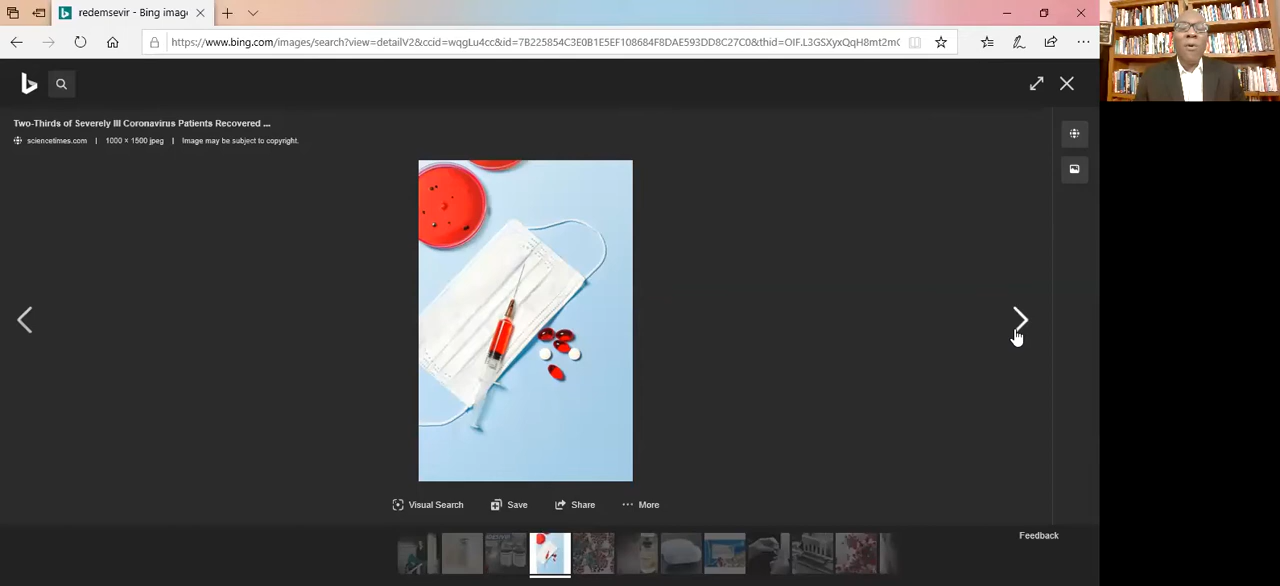 redemsevir - Bing imag
https://www.bing.com/images/search?view=detailV2&ccid=wqgLu4cc&id=7B225854C3E0B1E5EF108684F8DAE593DD8C27C0&thid=OIF.L3GSXyxQqH8mt2m
Two-Thirds of Severely Ill Coronavirus Patients Recovered ...
sciencetimes.com | 1000 × 1500 jpeg | Image may be subject to copyright.
Visual Search Save Share ··· More
Feedback